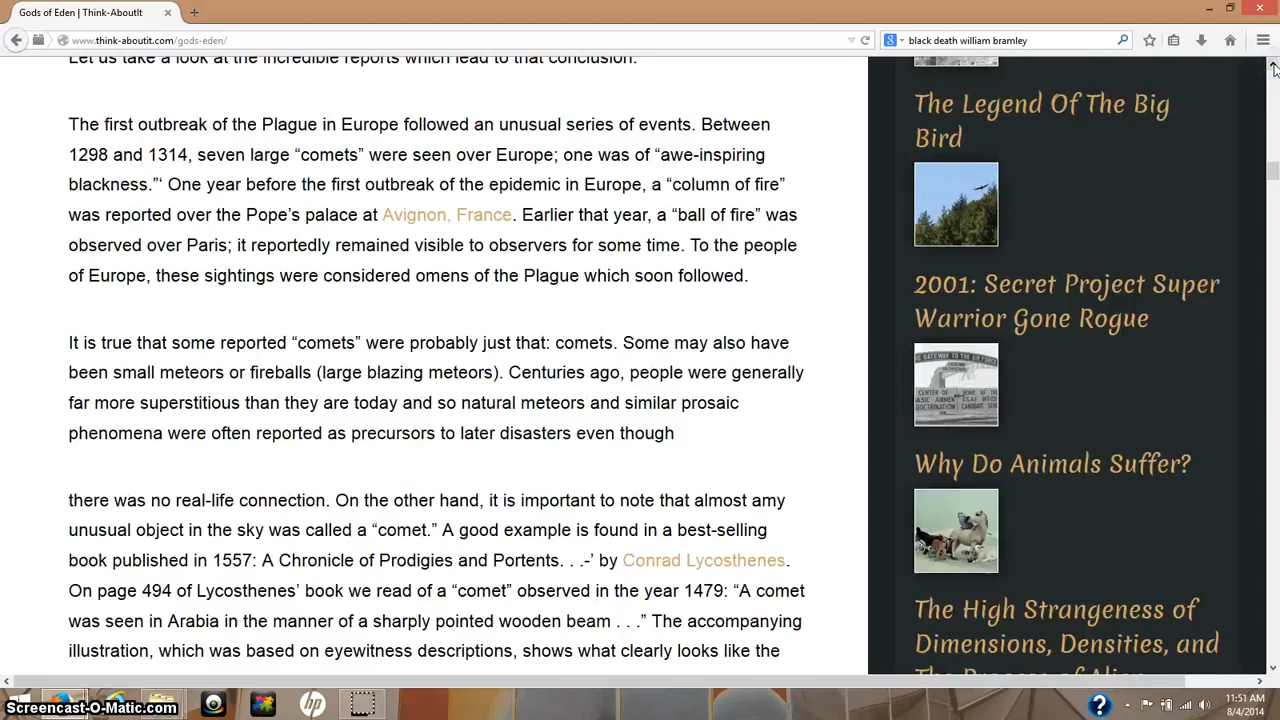 Gods of Eden | Think-AboutIt
www.think-aboutit.com/gods-eden/
black death william bramley
Let us take a look at the incredible reports which lead to that conclusion.
The first outbreak of the Plague in Europe followed an unusual series of events. Between
1298 and 1314, seven large “comets” were seen over Europe; one was of “awe-inspiring
blackness.”‘ One year before the first outbreak of the epidemic in Europe, a “column of fire”
was reported over the Pope’s palace at Avignon, France. Earlier that year, a “ball of fire” was
observed over Paris; it reportedly remained visible to observers for some time. To the people
of Europe, these sightings were considered omens of the Plague which soon followed.
It is true that some reported “comets” were probably just that: comets. Some may also have
been small meteors or fireballs (large blazing meteors). Centuries ago, people were generally
far more superstitious than they are today and so natural meteors and similar prosaic
phenomena were often reported as precursors to later disasters even though
there was no real-life connection. On the other hand, it is important to note that almost amy
unusual object in the sky was called a “comet.” A good example is found in a best-selling
book published in 1557: A Chronicle of Prodigies and Portents. . .-’ by Conrad Lycosthenes.
On page 494 of Lycosthenes’ book we read of a “comet” observed in the year 1479: “A comet
was seen in Arabia in the manner of a sharply pointed wooden beam . . .” The accompanying
illustration, which was based on eyewitness descriptions, shows what clearly looks like the
The Legend Of The Big
Bird
2001: Secret Project Super
Warrior Gone Rogue
Why Do Animals Suffer?
The High Strangeness of
Dimensions, Densities, and
The Process of Alien
Screencast-O-Matic.com
hp
11:51 AM
8/4/2014